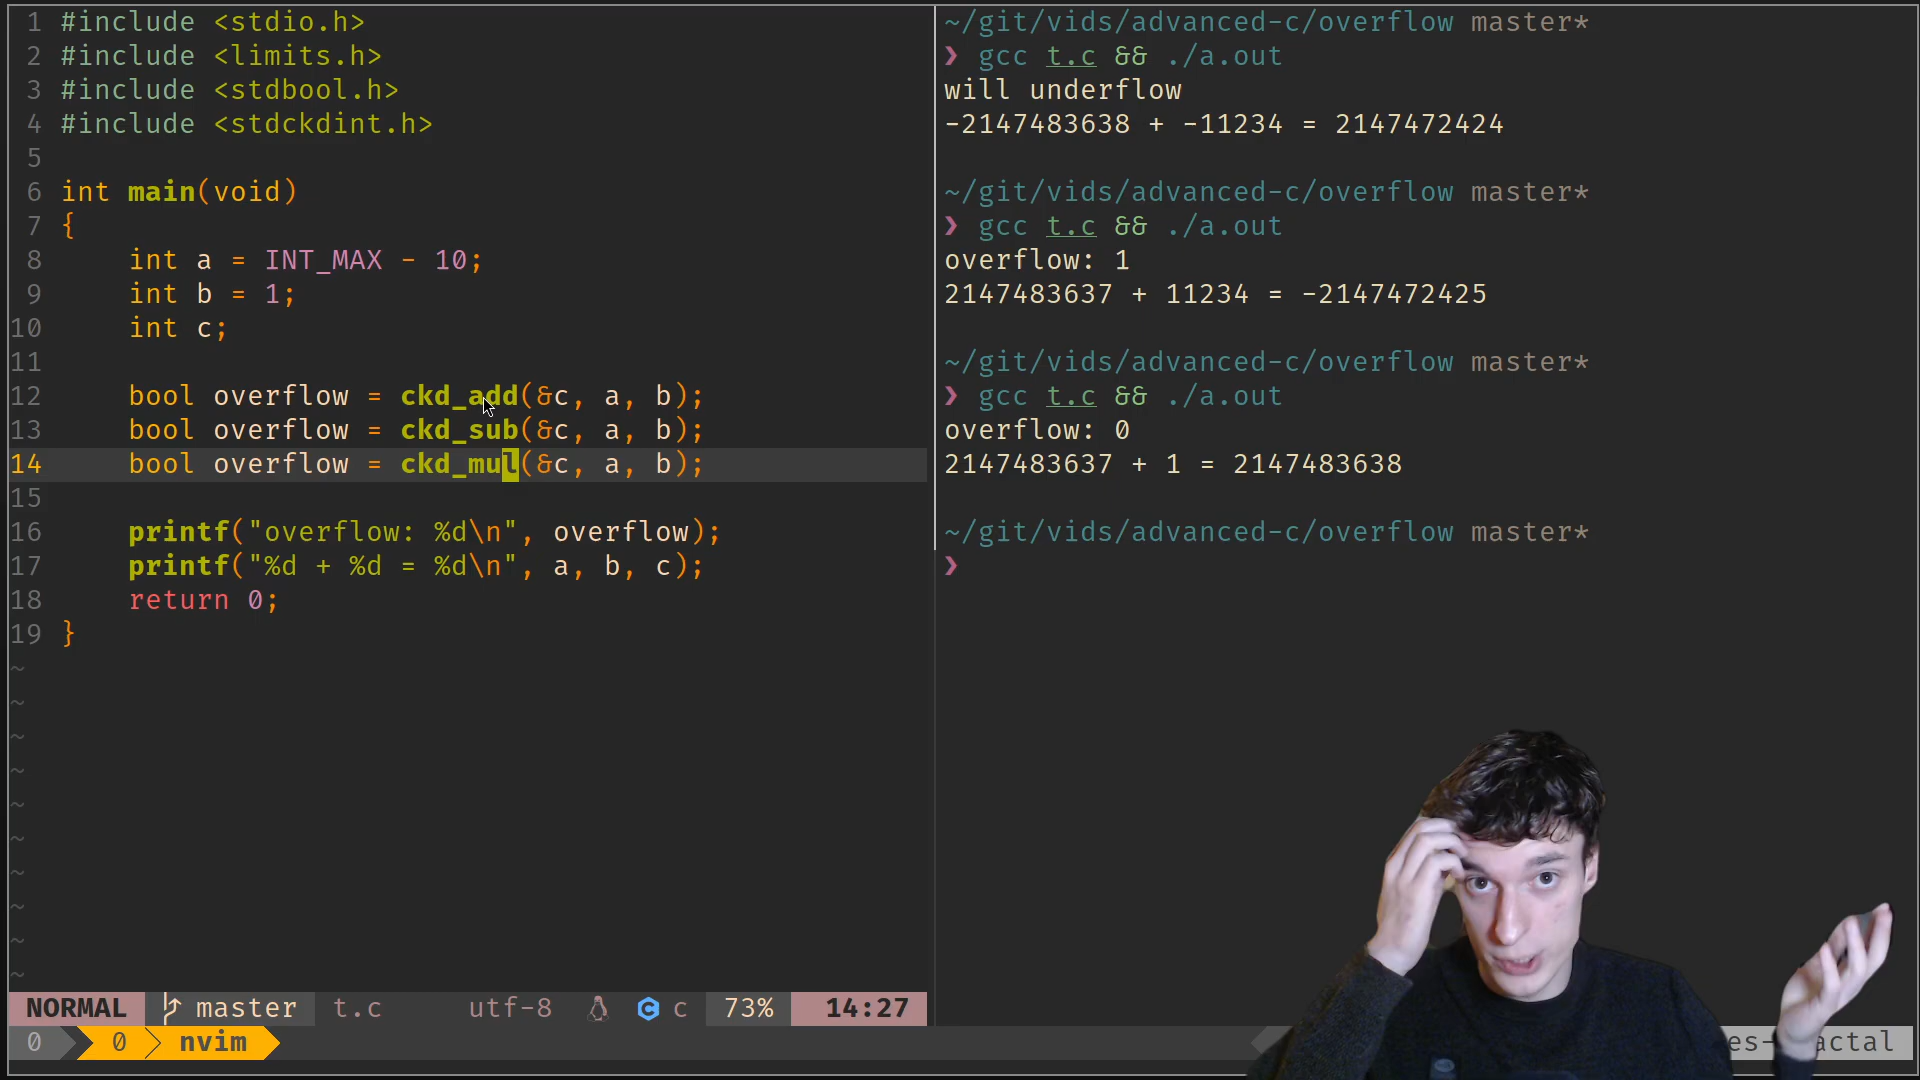 1 #include <stdio.h>
2 #include <limits.h>
3 #include <stdbool.h>
4 #include <stdckdint.h>
5
6 int main(void)
7 {
8 int a = INT_MAX - 10;
9 int b = 1;
10 int c;
11
12 bool overflow = ckd_add(&c, a, b);
13 bool overflow = ckd_sub(&c, a, b);
14 bool overflow = ckd_mul(&c, a, b);
15
16 printf("overflow: %d\n", overflow);
17 printf("%d + %d = %d\n", a, b, c);
18 return 0;
19 }
~
~
~
~
~
~
~
~
~
~
NORMAL master t.c utf-8 c 73% 14:27
0 0 nvim
~/git/vids/advanced-c/overflow master*
❯ gcc t.c && ./a.out
will underflow
-2147483638 + -11234 = 2147472424
~/git/vids/advanced-c/overflow master*
❯ gcc t.c && ./a.out
overflow: 1
2147483637 + 11234 = -2147472425
~/git/vids/advanced-c/overflow master*
❯ gcc t.c && ./a.out
overflow: 0
2147483637 + 1 = 2147483638
~/git/vids/advanced-c/overflow master*
❯